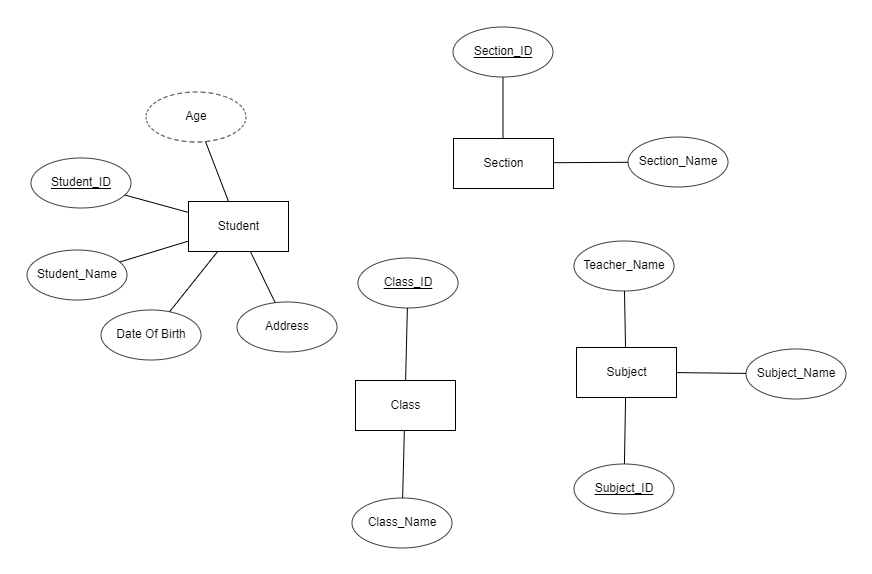 Section_ID
Age
Section
Section_Name
Student_ID
Student
Student_Name
Teacher_Name
Class_ID
Date Of Birth
Address
Subject
Subject_Name
Class
Subject_ID
Class_Name